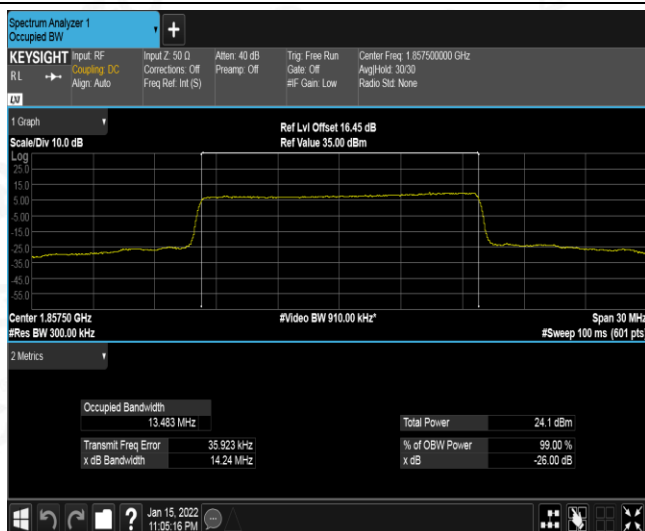 Spectrum Analyzer 1
Occupied BW
+
KEYSIGHT Input: RF Input Z: 50 Ω Atten: 40 dB Trig: Free Run Center Freq: 1.857500000 GHz
RL Coupling: DC Corrections: Off Preamp: Off Gate: Off Avg|Hold: 30/30
Align: Auto Freq Ref: Int (S) #IF Gain: Low Radio Std: None
LXI
1 Graph
Ref Lvl Offset 16.45 dB
Scale/Div 10.0 dB Ref Value 35.00 dBm
Log
25.0
15.0
5.00
-5.00
-15.0
-25.0
-35.0
-45.0
-55.0
Center 1.85750 GHz #Video BW 910.00 kHz* Span 30 MHz
#Res BW 300.00 kHz #Sweep 100 ms (601 pts)
2 Metrics
Occupied Bandwidth
13.483 MHz Total Power 24.1 dBm
Transmit Freq Error 35.923 kHz % of OBW Power 99.00 %
x dB Bandwidth 14.24 MHz x dB -26.00 dB
? Jan 15, 2022
11:05:16 PM